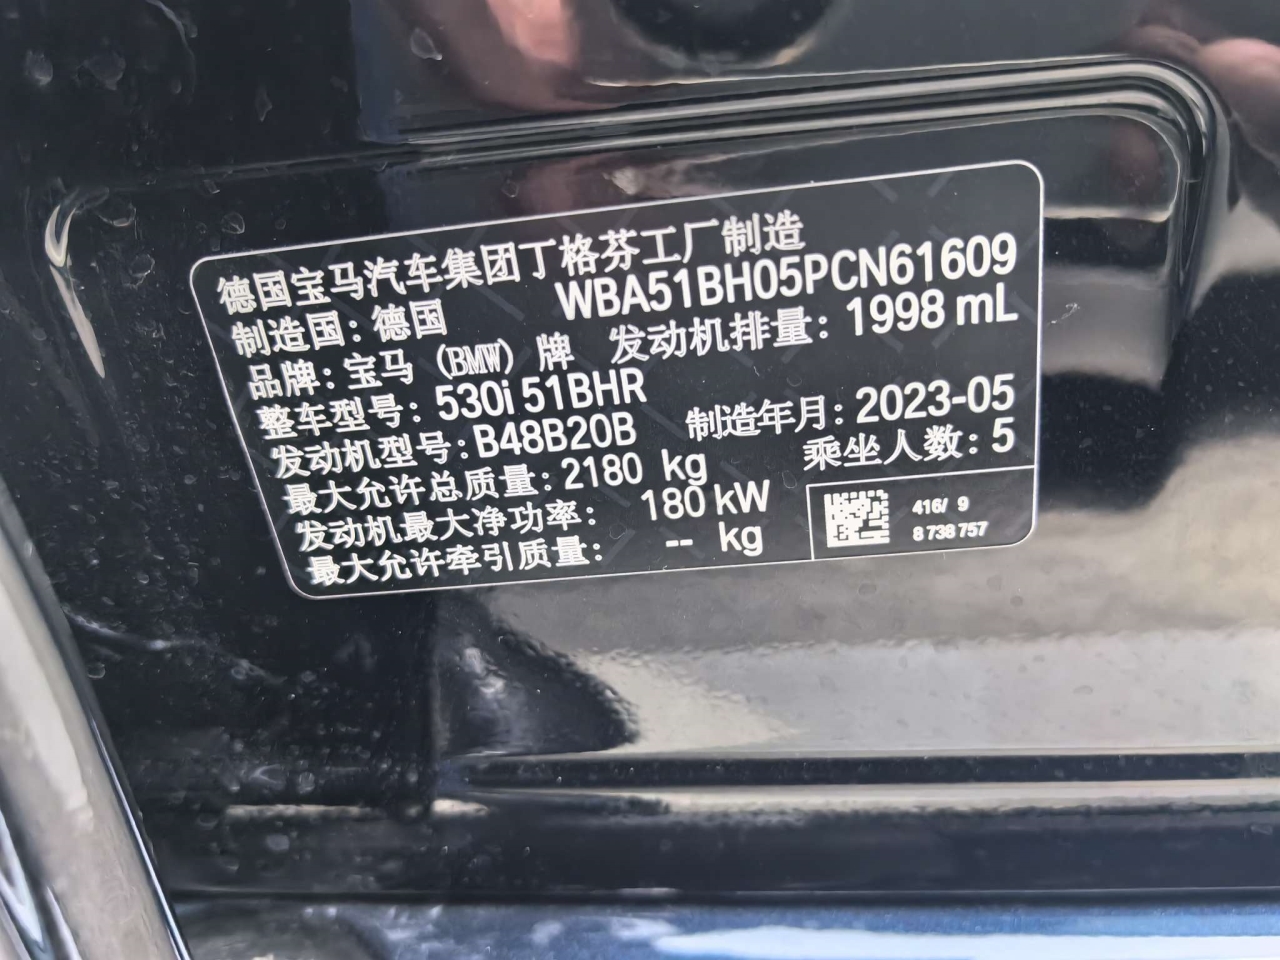 德国宝马汽车集团丁格芬工厂制造
制造国：德国 WBA51BH05PCN61609
品牌：宝马 (BMW) 牌 发动机排量：1998 mL
整车型号：530i 51BHR
发动机型号：B48B20B 制造年月：2023-05
最大允许总质量：2180 kg 乘坐人数：5
发动机最大净功率： 180 kW
最大允许牵引质量： -- kg
416/ 9
8 738 757